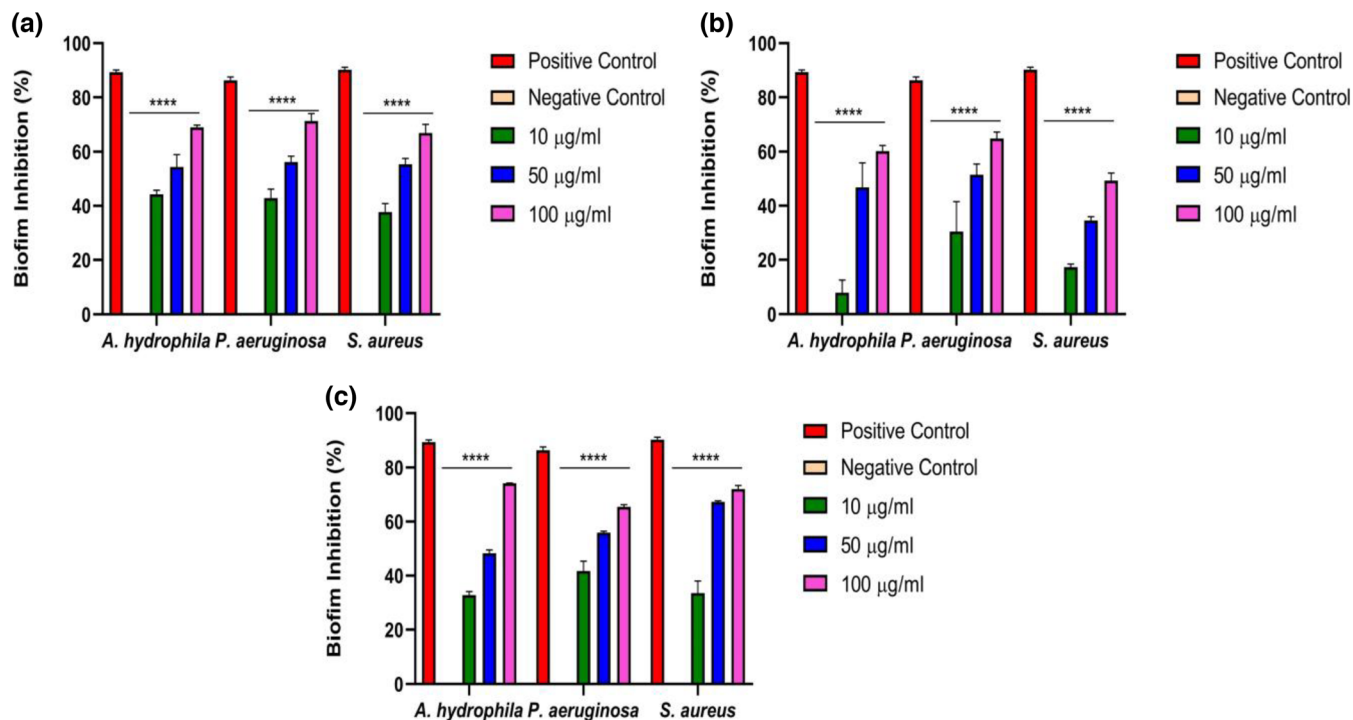 (a)
Biofim Inhibition (%)
100
80
60
40
20
0
****
****
****
A. hydrophila P. aeruginosa S. aureus
Positive Control
Negative Control
10 μg/ml
50 μg/ml
100 μg/ml
(b)
Biofim Inhibition (%)
100
80
60
40
20
0
****
****
****
A. hydrophila P. aeruginosa S. aureus
Positive Control
Negative Control
10 μg/ml
50 μg/ml
100 μg/ml
(c)
Biofim Inhibition (%)
100
80
60
40
20
0
****
****
****
A. hydrophila P. aeruginosa S. aureus
Positive Control
Negative Control
10 μg/ml
50 μg/ml
100 μg/ml